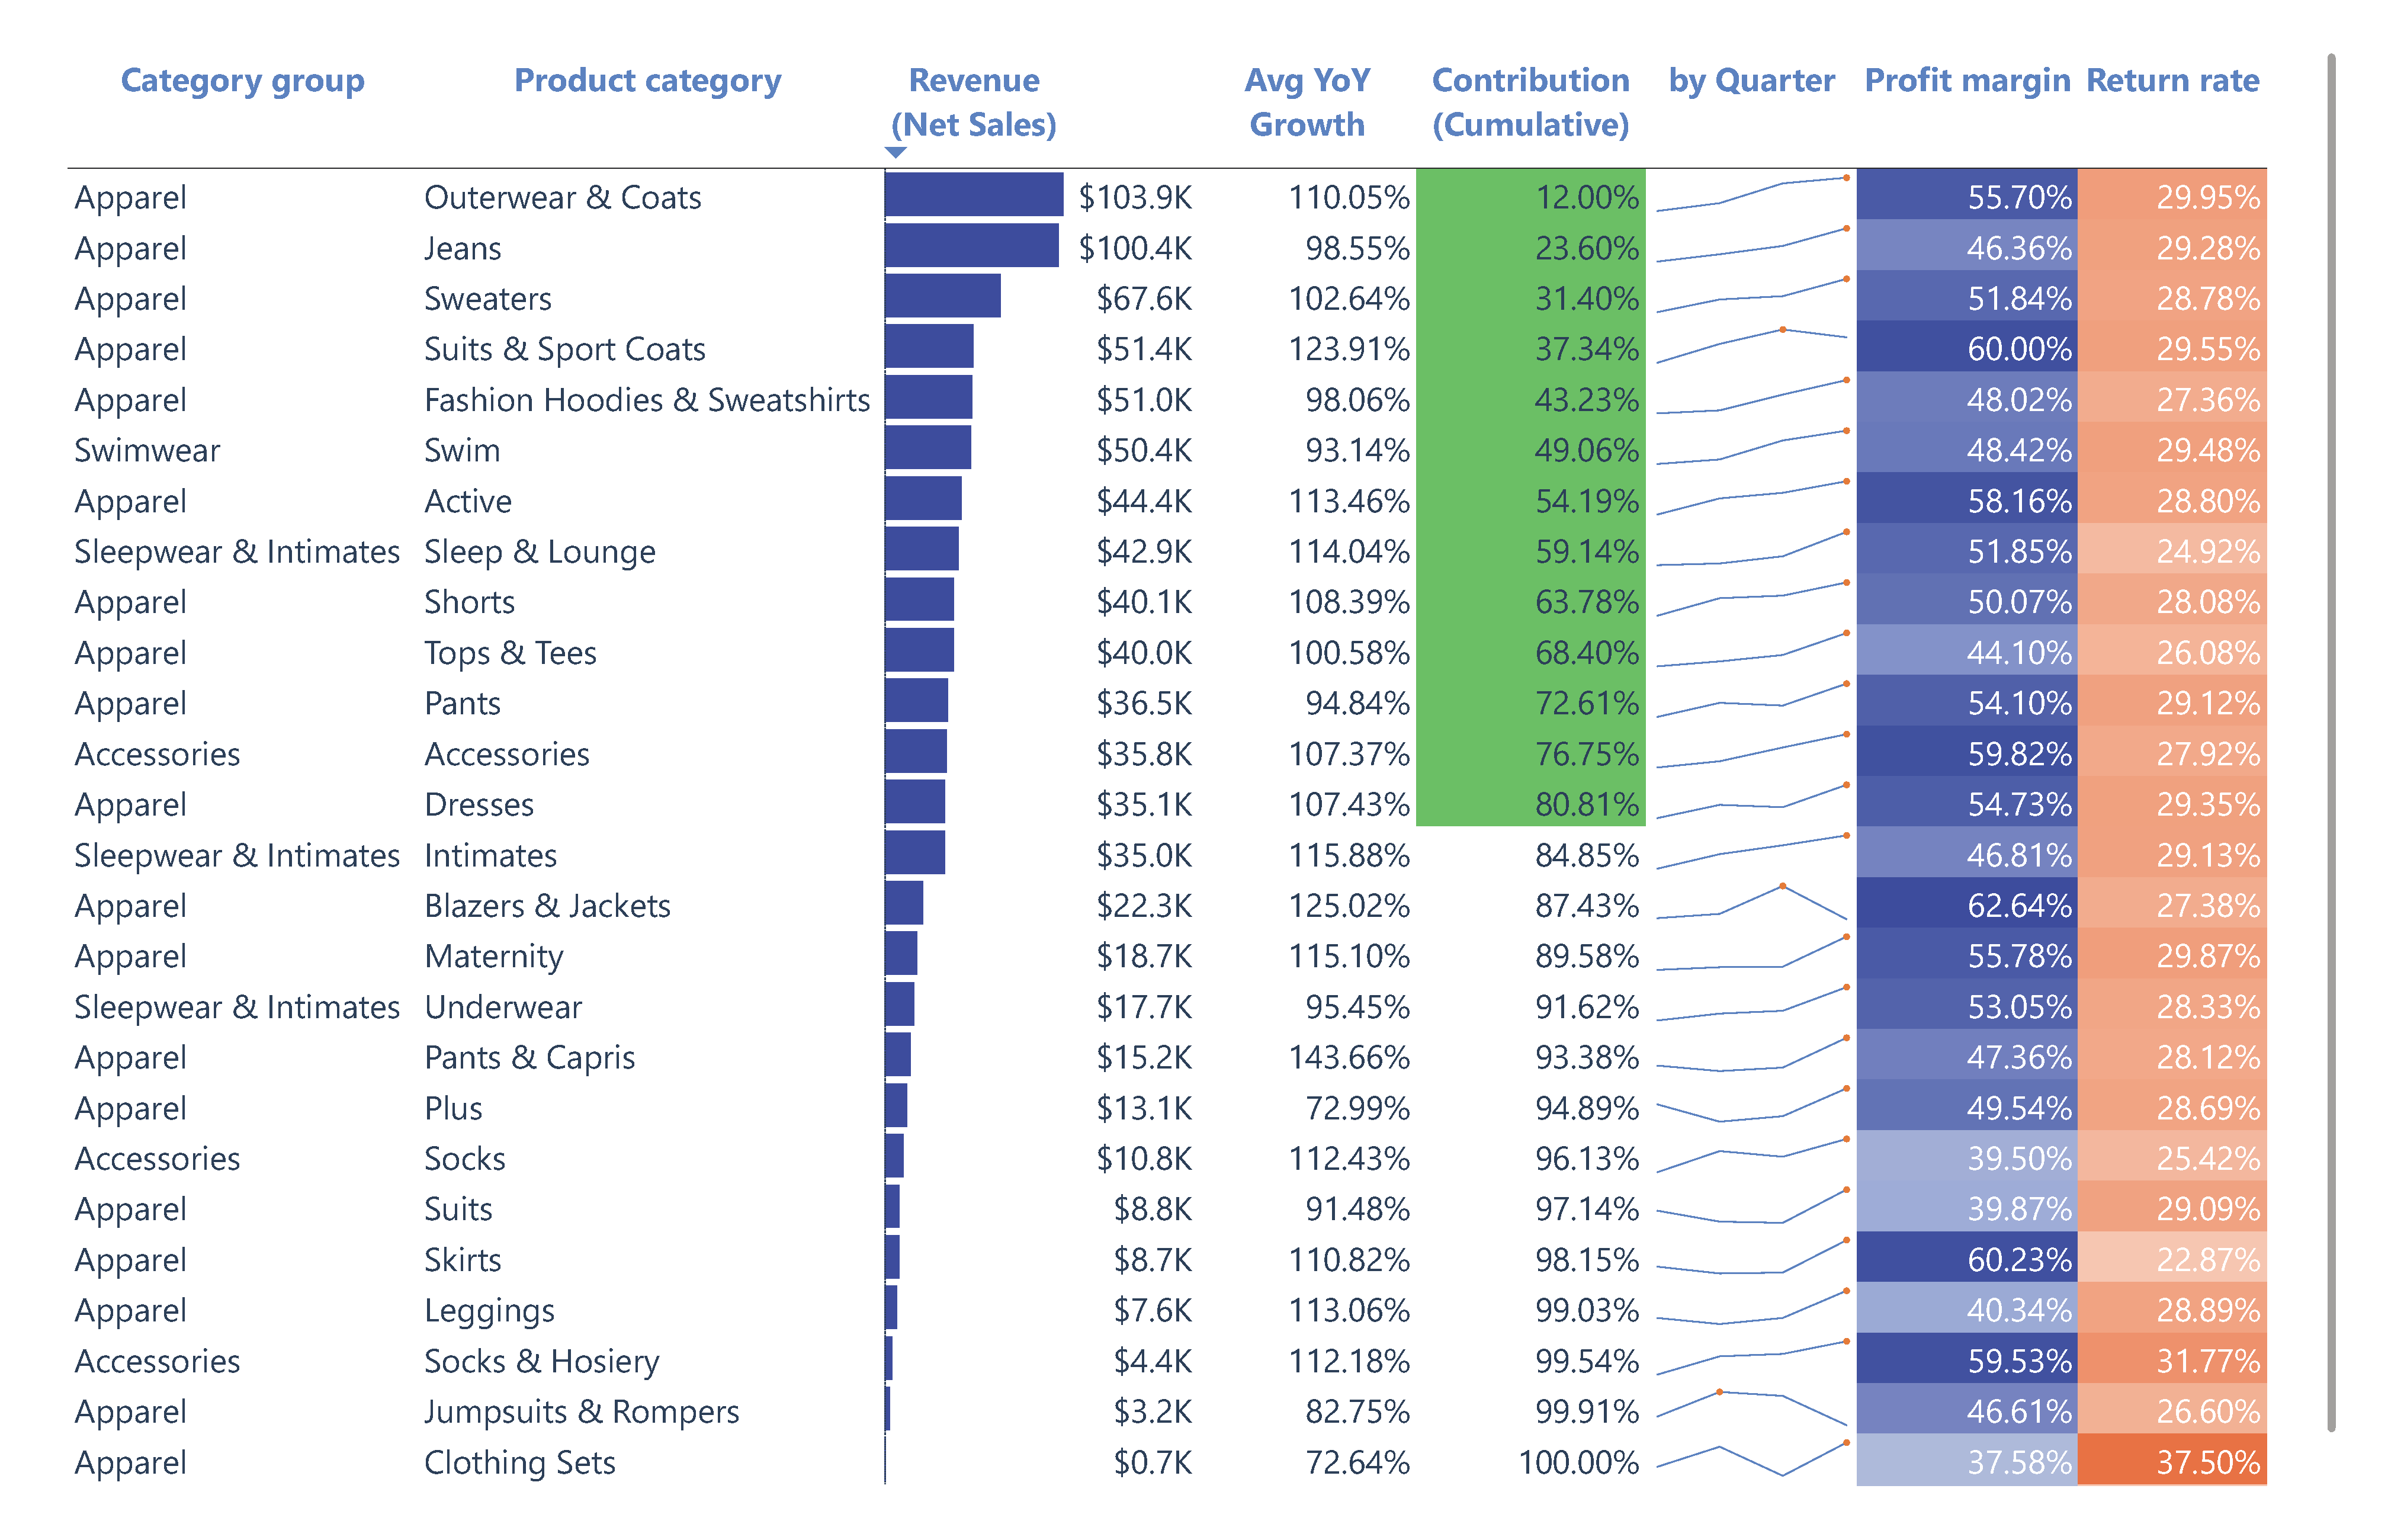 Category group Product category Revenue (Net Sales) Avg YoY Growth Contribution (Cumulative) by Quarter Profit margin Return rate
Apparel Outerwear & Coats $103.9K 110.05% 12.00% 55.70% 29.95%
Apparel Jeans $100.4K 98.55% 23.60% 46.36% 29.28%
Apparel Sweaters $67.6K 102.64% 31.40% 51.84% 28.78%
Apparel Suits & Sport Coats $51.4K 123.91% 37.34% 60.00% 29.55%
Apparel Fashion Hoodies & Sweatshirts $51.0K 98.06% 43.23% 48.02% 27.36%
Swimwear Swim $50.4K 93.14% 49.06% 48.42% 29.48%
Apparel Active $44.4K 113.46% 54.19% 58.16% 28.80%
Sleepwear & Intimates Sleep & Lounge $42.9K 114.04% 59.14% 51.85% 24.92%
Apparel Shorts $40.1K 108.39% 63.78% 50.07% 28.08%
Apparel Tops & Tees $40.0K 100.58% 68.40% 44.10% 26.08%
Apparel Pants $36.5K 94.84% 72.61% 54.10% 29.12%
Accessories Accessories $35.8K 107.37% 76.75% 59.82% 27.92%
Apparel Dresses $35.1K 107.43% 80.81% 54.73% 29.35%
Sleepwear & Intimates Intimates $35.0K 115.88% 84.85% 46.81% 29.13%
Apparel Blazers & Jackets $22.3K 125.02% 87.43% 62.64% 27.38%
Apparel Maternity $18.7K 115.10% 89.58% 55.78% 29.87%
Sleepwear & Intimates Underwear $17.7K 95.45% 91.62% 53.05% 28.33%
Apparel Pants & Capris $15.2K 143.66% 93.38% 47.36% 28.12%
Apparel Plus $13.1K 72.99% 94.89% 49.54% 28.69%
Accessories Socks $10.8K 112.43% 96.13% 39.50% 25.42%
Apparel Suits $8.8K 91.48% 97.14% 39.87% 29.09%
Apparel Skirts $8.7K 110.82% 98.15% 60.23% 22.87%
Apparel Leggings $7.6K 113.06% 99.03% 40.34% 28.89%
Accessories Socks & Hosiery $4.4K 112.18% 99.54% 59.53% 31.77%
Apparel Jumpsuits & Rompers $3.2K 82.75% 99.91% 46.61% 26.60%
Apparel Clothing Sets $0.7K 72.64% 100.00% 37.58% 37.50%